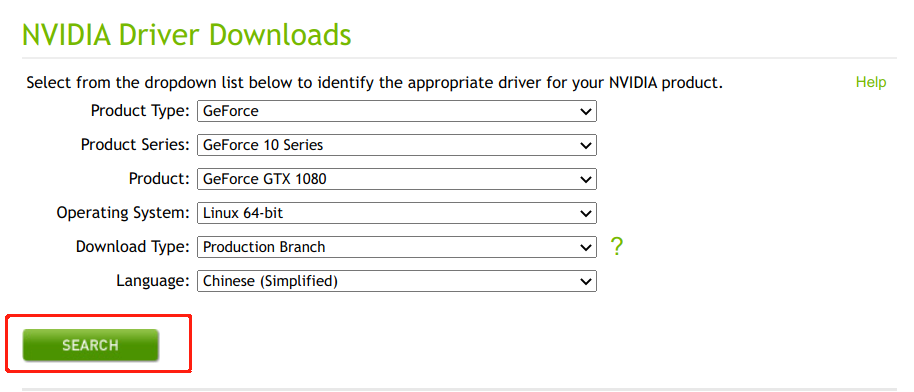 NVIDIA Driver Downloads
Select from the dropdown list below to identify the appropriate driver for your NVIDIA product. Help
Product Type: GeForce
Product Series: GeForce 10 Series
Product: GeForce GTX 1080
Operating System: Linux 64-bit
Download Type: Production Branch ?
Language: Chinese (Simplified)
SEARCH